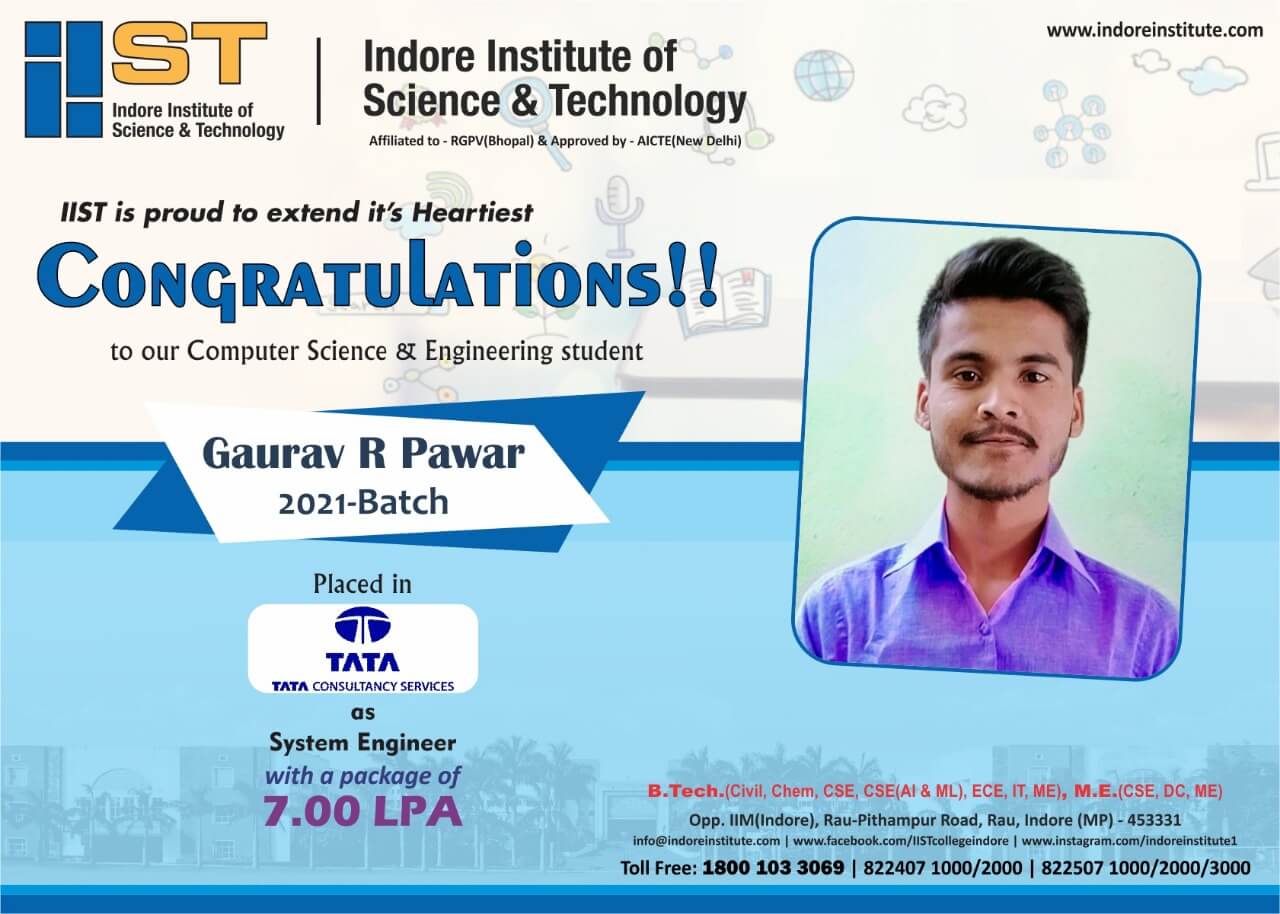 IIST
Indore Institute of
Science & Technology
Indore Institute of
Science & Technology
Affiliated to - RGPV(Bhopal) & Approved by - AICTE(New Delhi)
www.indoreinstitute.com
IIST is proud to extend it's Heartiest
Congratulations!!
to our Computer Science & Engineering student
Gaurav R Pawar
2021-Batch
Placed in
TATA
TATA CONSULTANCY SERVICES
as
System Engineer
with a package of
7.00 LPA
B.Tech.(Civil, Chem, CSE, CSE(AI & ML), ECE, IT, ME), M.E.(CSE, DC, ME)
Opp. IIM(Indore), Rau-Pithampur Road, Rau, Indore (MP) - 453331
info@indoreinstitute.com | www.facebook.com/IISTcollegeindore | www.instagram.com/indoreinstitute1
Toll Free: 1800 103 3069 | 822407 1000/2000 | 822507 1000/2000/3000